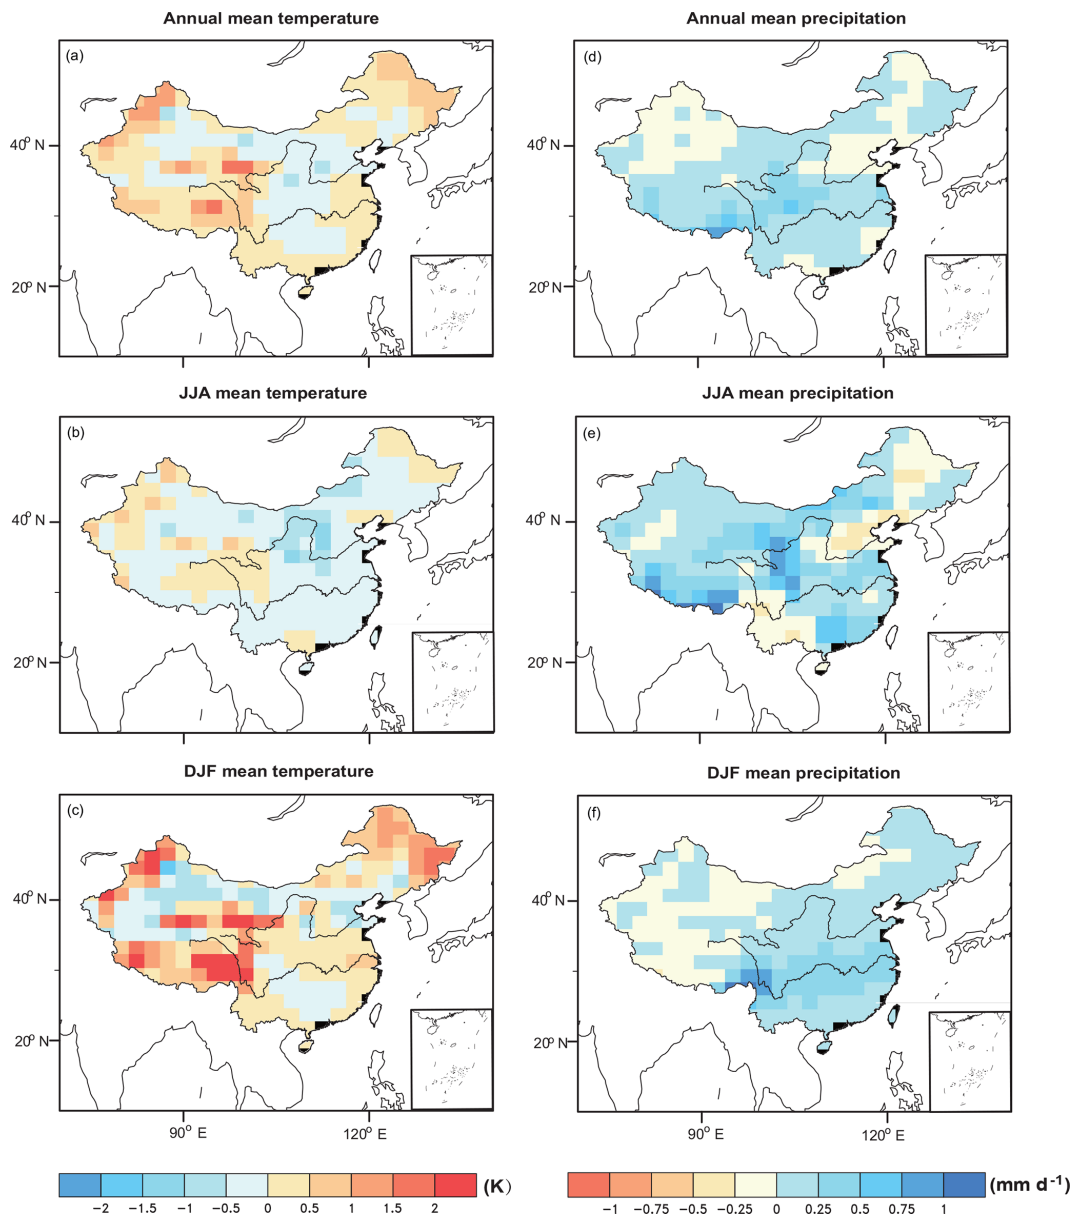 Annual mean temperature
Annual mean precipitation
(a)
(d)
40° N
40° N
20° N
20° N
JJA mean temperature
JJA mean precipitation
(b)
(e)
40° N
40° N
20° N
20° N
DJF mean temperature
DJF mean precipitation
(c)
(f)
40° N
40° N
20° N
20° N
90° E
120° E
90° E
120° E
(K)
(mm d-1)
-2 -1.5 -1 -0.5 0 0.5 1 1.5 2
-1 -0.75 -0.5 -0.25 0 0.25 0.5 0.75 1